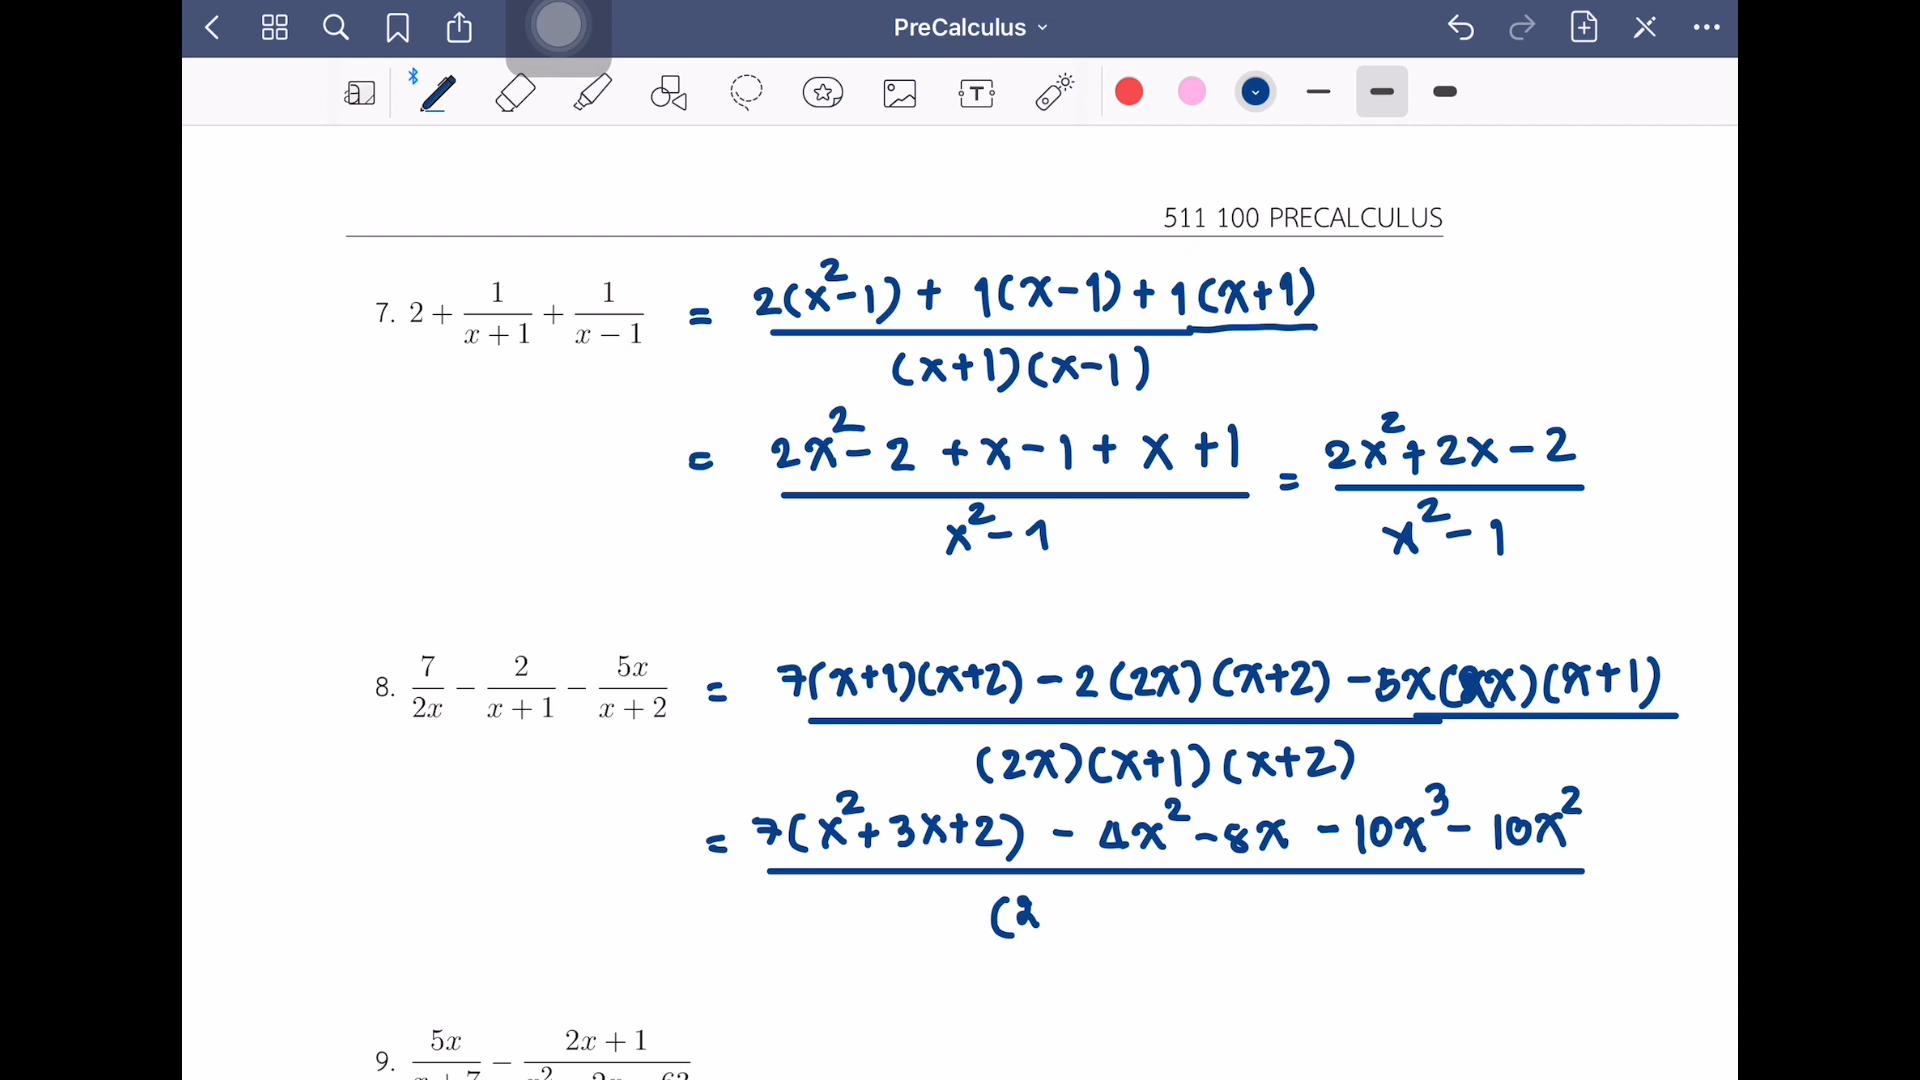 PreCalculus
511 100 PRECALCULUS
7. 2 + 1/(x + 1) + 1/(x − 1) = (2(x²-1) + 1(x-1) + 1(x+1))/((x+1)(x-1))
= (2x²-2 + x-1 + x+1)/(x²-1) = (2x²+2x-2)/(x²-1)
8. 7/(2x) − 2/(x + 1) − 5x/(x + 2) = (7(x+1)(x+2) - 2(2x)(x+2) - 5x(2x)(x+1))/((2x)(x+1)(x+2))
= (7(x²+3x+2) - 4x²-8x - 10x³- 10x²)/(2
9. 5x/(x + 7) − (2x + 1)/